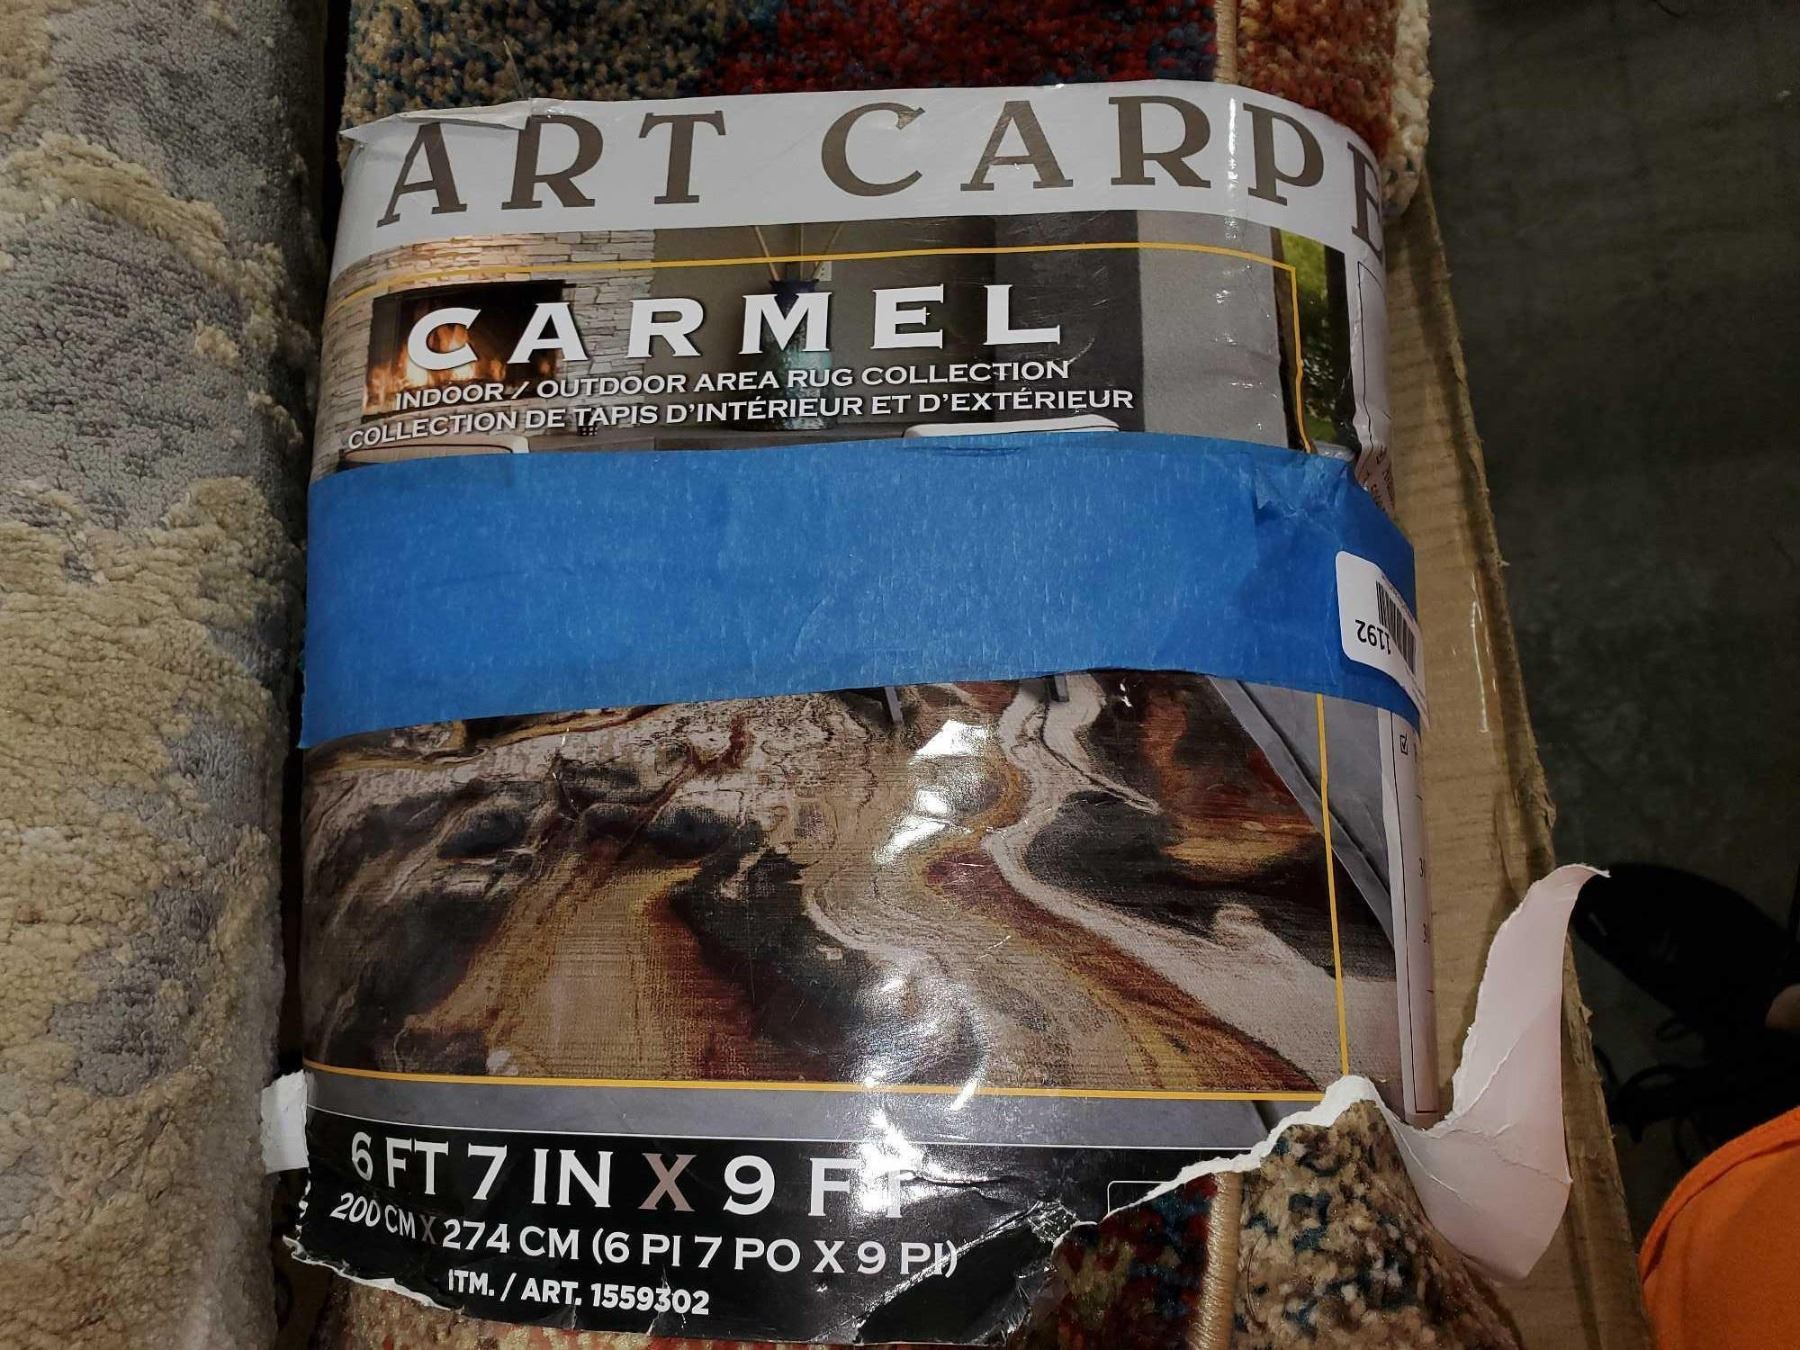 ART CARPE
CARMEL
INDOOR / OUTDOOR AREA RUG COLLECTION
COLLECTION DE TAPIS D'INTÉRIEUR ET D'EXTÉRIEUR
1192
6 FT 7 IN X 9 FT
200 CM X 274 CM (6 PI 7 PO X 9 PI)
ITM. / ART. 1559302